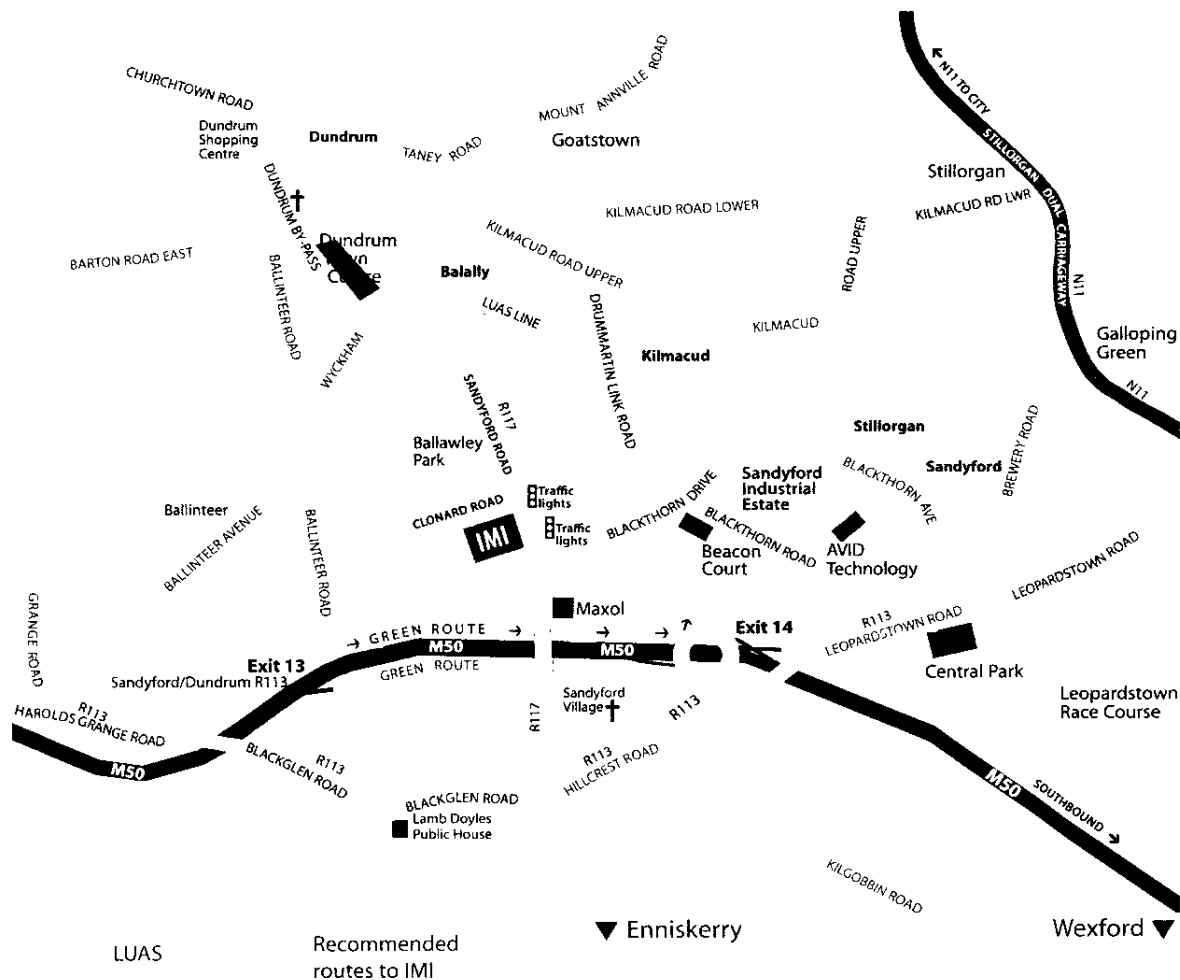 CHURCHTOWN ROAD
Dundrum
Shopping
Centre
Dundrum
TANEY ROAD
MOUNT ANNVILLE ROAD
Goatstown
N11 TO CITY
STILLORGAN DUAL CARRIAGEWAY
Stillorgan
KILMACUD RD LWR
KILMACUD ROAD LOWER
DUNDRUM BY-PASS
Dundrum
Town
Centre
BARTON ROAD EAST
BALLINTEER ROAD
WYCKHAM
Balally
KILMACUD ROAD UPPER
LUAS LINE
DRUMMARTIN LINK ROAD
Kilmacud
KILMACUD
ROAD UPPER
N11
Galloping
Green
N11
SANDYFORD ROAD
R117
Ballawley
Park
Stillorgan
Sandyford
BREWERY ROAD
BLACKTHORN AVE
Sandyford
Industrial
Estate
Ballinteer
BALLINTEER AVENUE
BALLINTEER ROAD
CLONARD ROAD
IMI
Traffic
lights
Traffic
lights
BLACKTHORN DRIVE
BLACKTHORN ROAD
Beacon
Court
AVID
Technology
LEOPARDSTOWN ROAD
R113
LEOPARDSTOWN ROAD
Central Park
Leopardstown
Race Course
GRANGE ROAD
Maxol
GREEN ROUTE
M50
M50
GREEN ROUTE
Exit 14
Exit 13
Sandyford/Dundrum R113
R113
HAROLDS GRANGE ROAD
M50
Sandyford
Village
R117
R113
R113
BLACKGLEN ROAD
R113
HILLCREST ROAD
BLACKGLEN ROAD
Lamb Doyles
Public House
M50
SOUTHBOUND
KILGOBBIN ROAD
Enniskerry
Wexford
LUAS
Recommended
routes to IMI